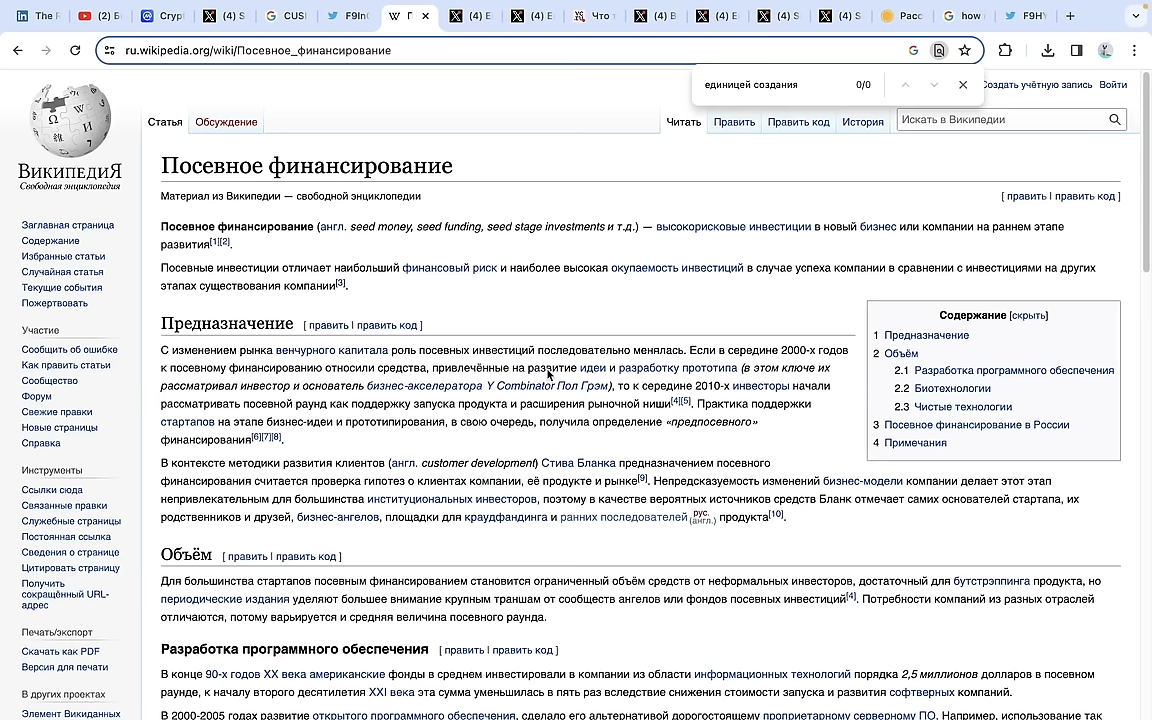 The P
(2) Б
Cryp
(4) S
CUSI
F9InC
П
(4) E
(4) E
Что т
(4) B
(4) E
(4) S
(4) S
Расс
how
F9HY
ru.wikipedia.org/wiki/Посевное_финансирование
единицей создания 0/0
Создать учётную запись Войти
Статья Обсуждение Читать Править Править код История Искать в Википедии
ВИКИПЕДИЯ
Свободная энциклопедия
Заглавная страница
Содержание
Избранные статьи
Случайная статья
Текущие события
Пожертвовать
Участие
Сообщить об ошибке
Как править статьи
Сообщество
Форум
Свежие правки
Новые страницы
Справка
Инструменты
Ссылки сюда
Связанные правки
Служебные страницы
Постоянная ссылка
Сведения о странице
Цитировать страницу
Получить
сокращённый URL-
адрес
Печать/экспорт
Скачать как PDF
Версия для печати
В других проектах
Элемент Викиданных
Посевное финансирование
Материал из Википедии — свободной энциклопедии [ править | править код ]
Посевное финансирование (англ. seed money, seed funding, seed stage investments и т.д.) — высокорисковые инвестиции в новый бизнес или компании на раннем этапе
развития[1][2].
Посевные инвестиции отличает наибольший финансовый риск и наиболее высокая окупаемость инвестиций в случае успеха компании в сравнении с инвестициями на других
этапах существования компании[3].
Предназначение [ править | править код ]
С изменением рынка венчурного капитала роль посевных инвестиций последовательно менялась. Если в середине 2000-х годов
к посевному финансированию относили средства, привлечённые на развитие идеи и разработку прототипа (в этом ключе их
рассматривал инвестор и основатель бизнес-акселератора Y Combinator Пол Грэм), то к середине 2010-х инвесторы начали
рассматривать посевной раунд как поддержку запуска продукта и расширения рыночной ниши[4][5]. Практика поддержки
стартапов на этапе бизнес-идеи и прототипирования, в свою очередь, получила определение «предпосевного»
финансирования[6][7][8].
В контексте методики развития клиентов (англ. customer development) Стива Бланка предназначением посевного
финансирования считается проверка гипотез о клиентах компании, её продукте и рынке[9]. Непредсказуемость изменений бизнес-модели компании делает этот этап
непривлекательным для большинства институциональных инвесторов, поэтому в качестве вероятных источников средств Бланк отмечает самих основателей стартапа, их
родственников и друзей, бизнес-ангелов, площадки для краудфандинга и ранних последователей рус. (англ.) продукта[10].
Содержание [скрыть]
1 Предназначение
2 Объём
2.1 Разработка программного обеспечения
2.2 Биотехнологии
2.3 Чистые технологии
3 Посевное финансирование в России
4 Примечания
Объём [ править | править код ]
Для большинства стартапов посевным финансированием становится ограниченный объём средств от неформальных инвесторов, достаточный для бутстрэппинга продукта, но
периодические издания уделяют большее внимание крупным траншам от сообществ ангелов или фондов посевных инвестиций[4]. Потребности компаний из разных отраслей
отличаются, потому варьируется и средняя величина посевного раунда.
Разработка программного обеспечения [ править | править код ]
В конце 90-х годов XX века американские фонды в среднем инвестировали в компании из области информационных технологий порядка 2,5 миллионов долларов в посевном
раунде, к началу второго десятилетия XXI века эта сумма уменьшилась в пять раз вследствие снижения стоимости запуска и развития софтверных компаний.
В 2000-2005 годах развитие открытого программного обеспечения, сделало его альтернативой дорогостоящему проприетарному серверному ПО. Например, использование так